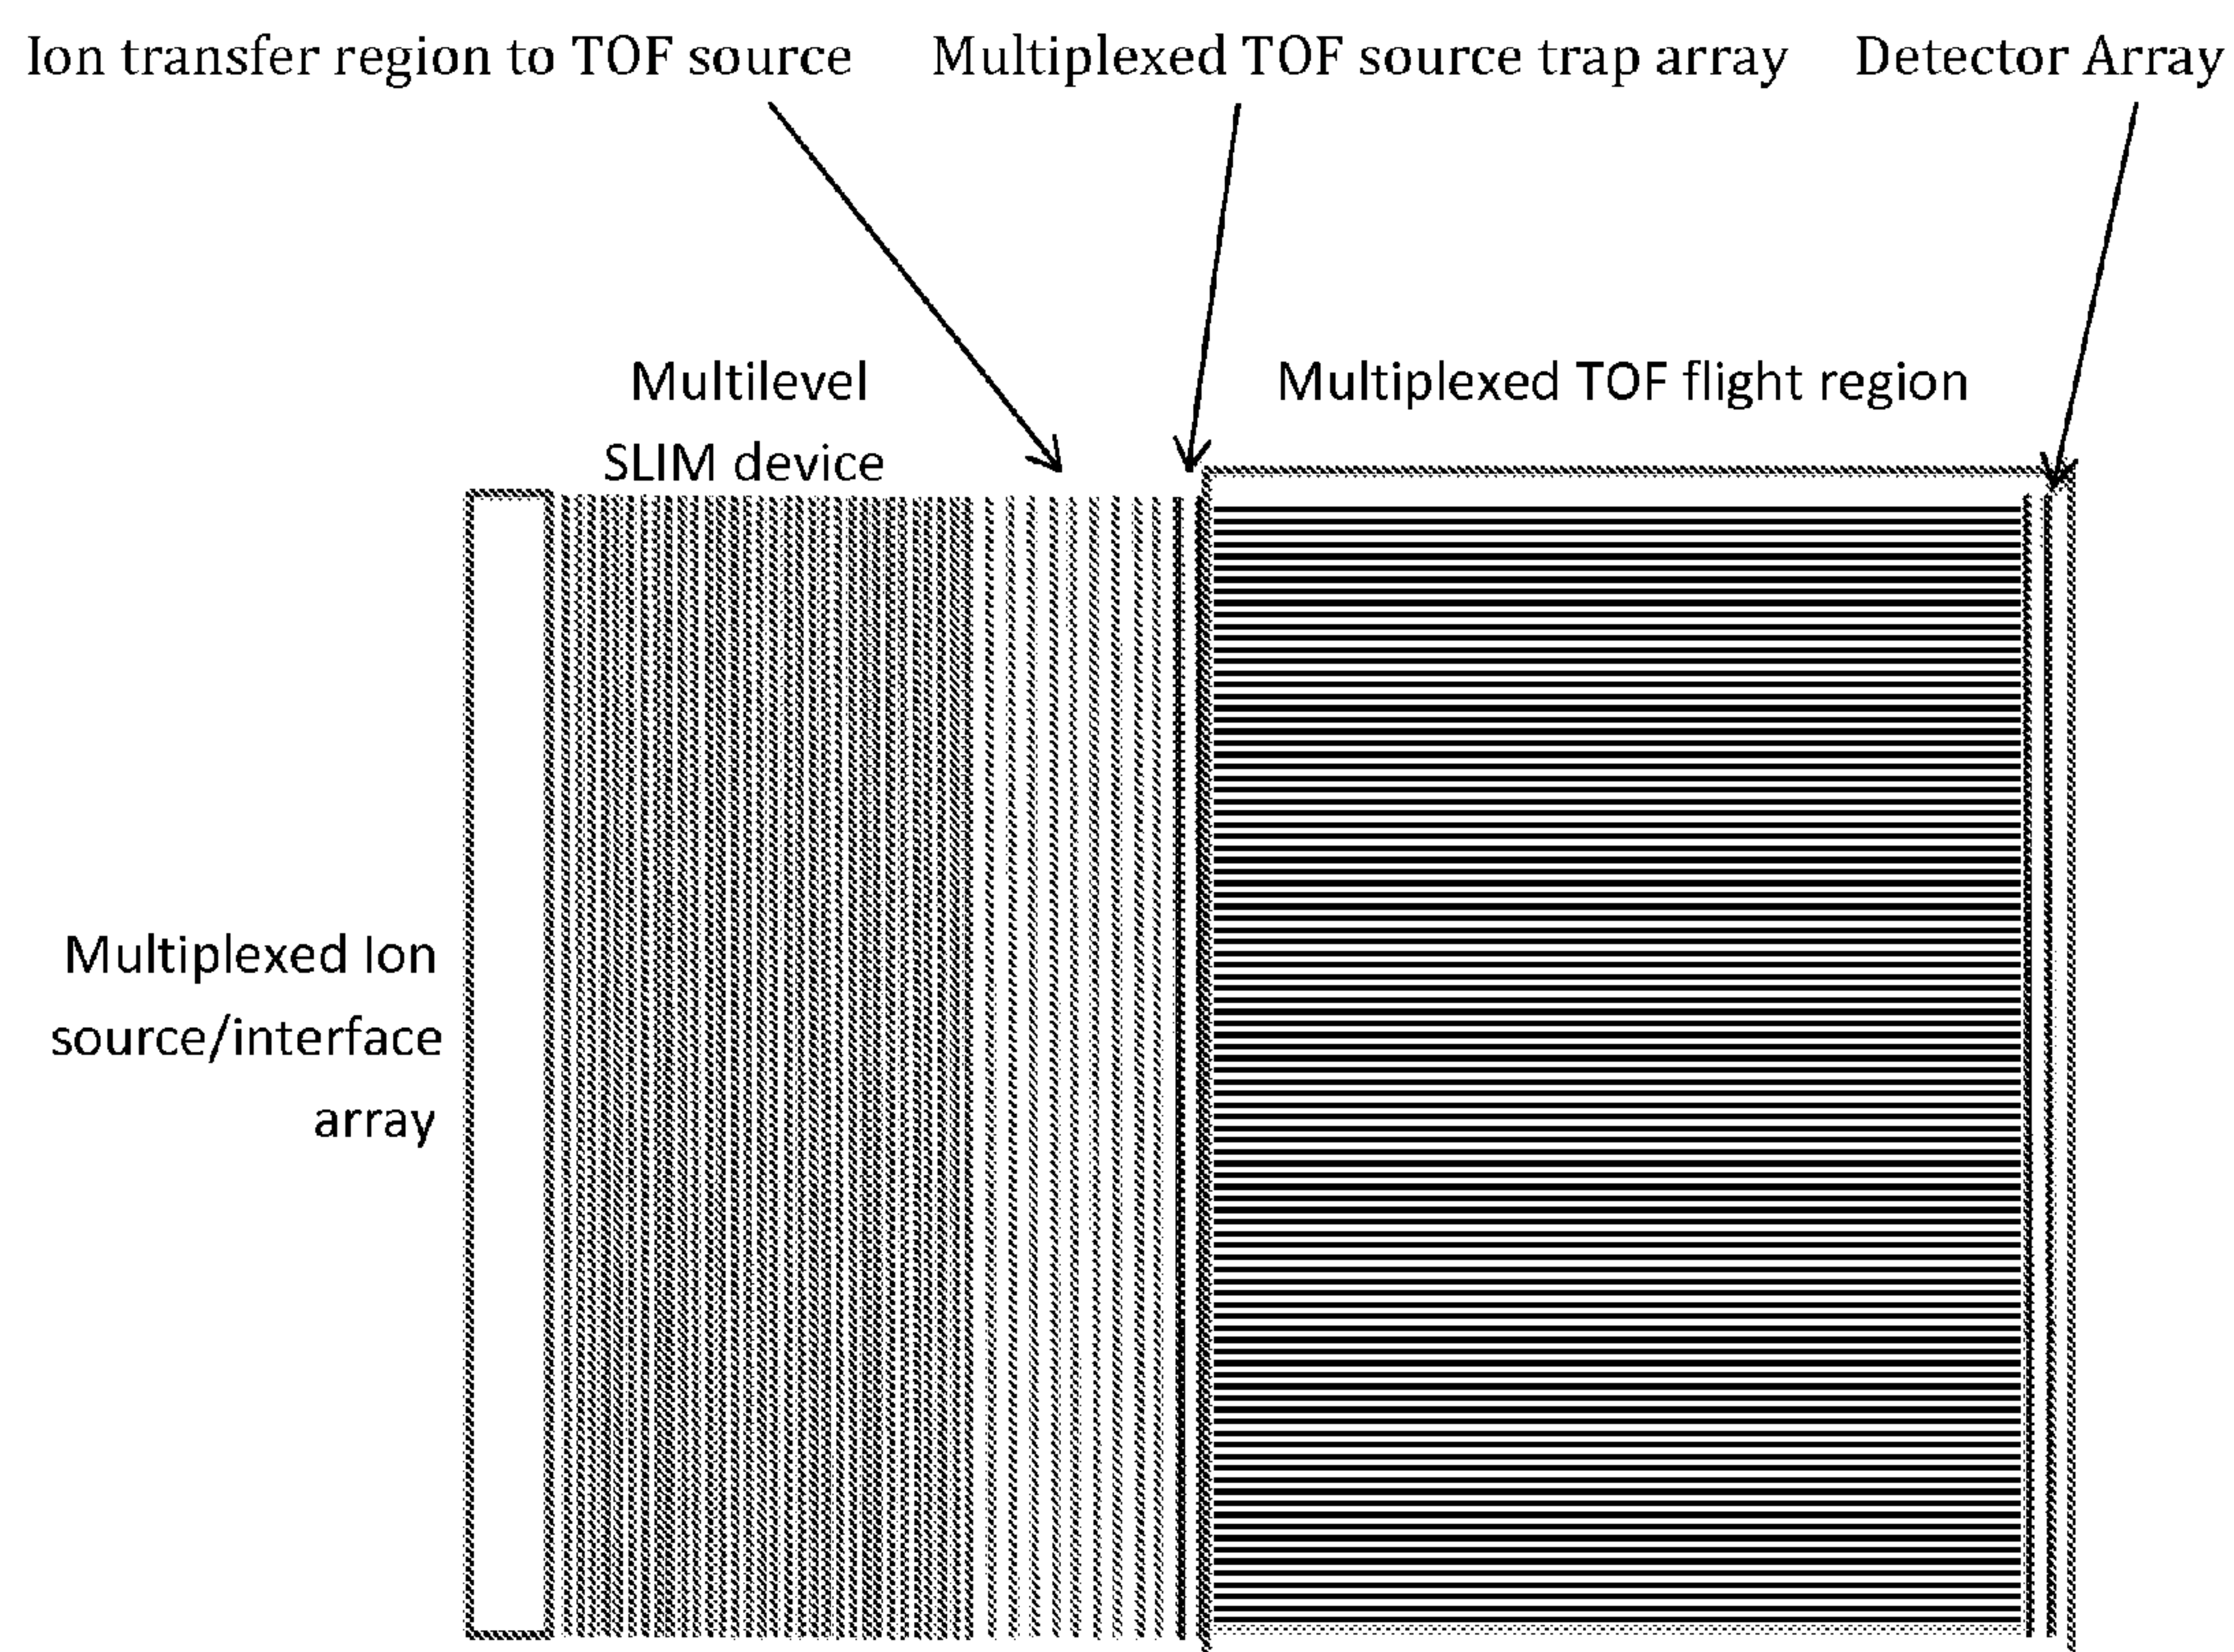 Ion transfer region to TOF source
Multiplexed TOF source trap array
Detector Array
Multilevel
SLIM device
Multiplexed TOF flight region
Multiplexed Ion
source/interface
array